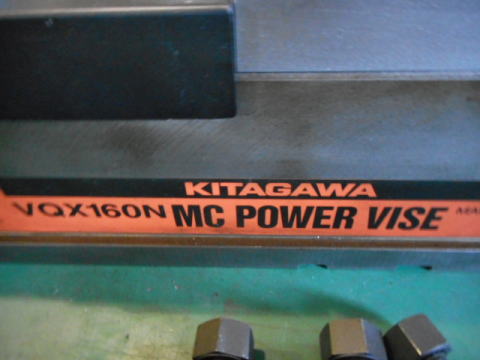 KITAGAWA
VQX160N MC POWER VISE